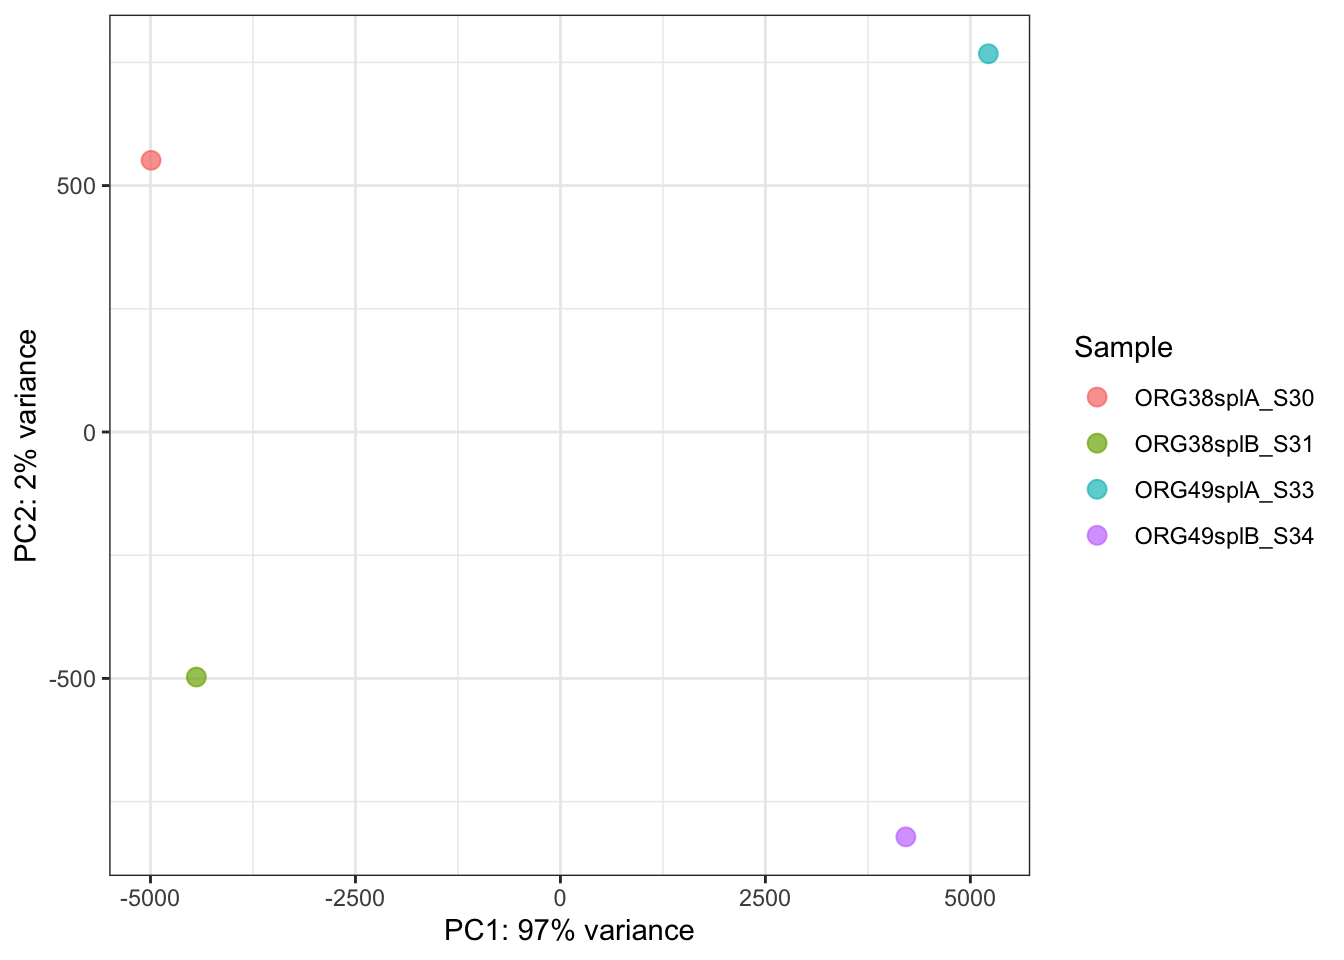 500
0
-500
-5000
-2500
0
2500
5000
PC1: 97% variance
PC2: 2% variance
Sample
ORG38splA_S30
ORG38splB_S31
ORG49splA_S33
ORG49splB_S34